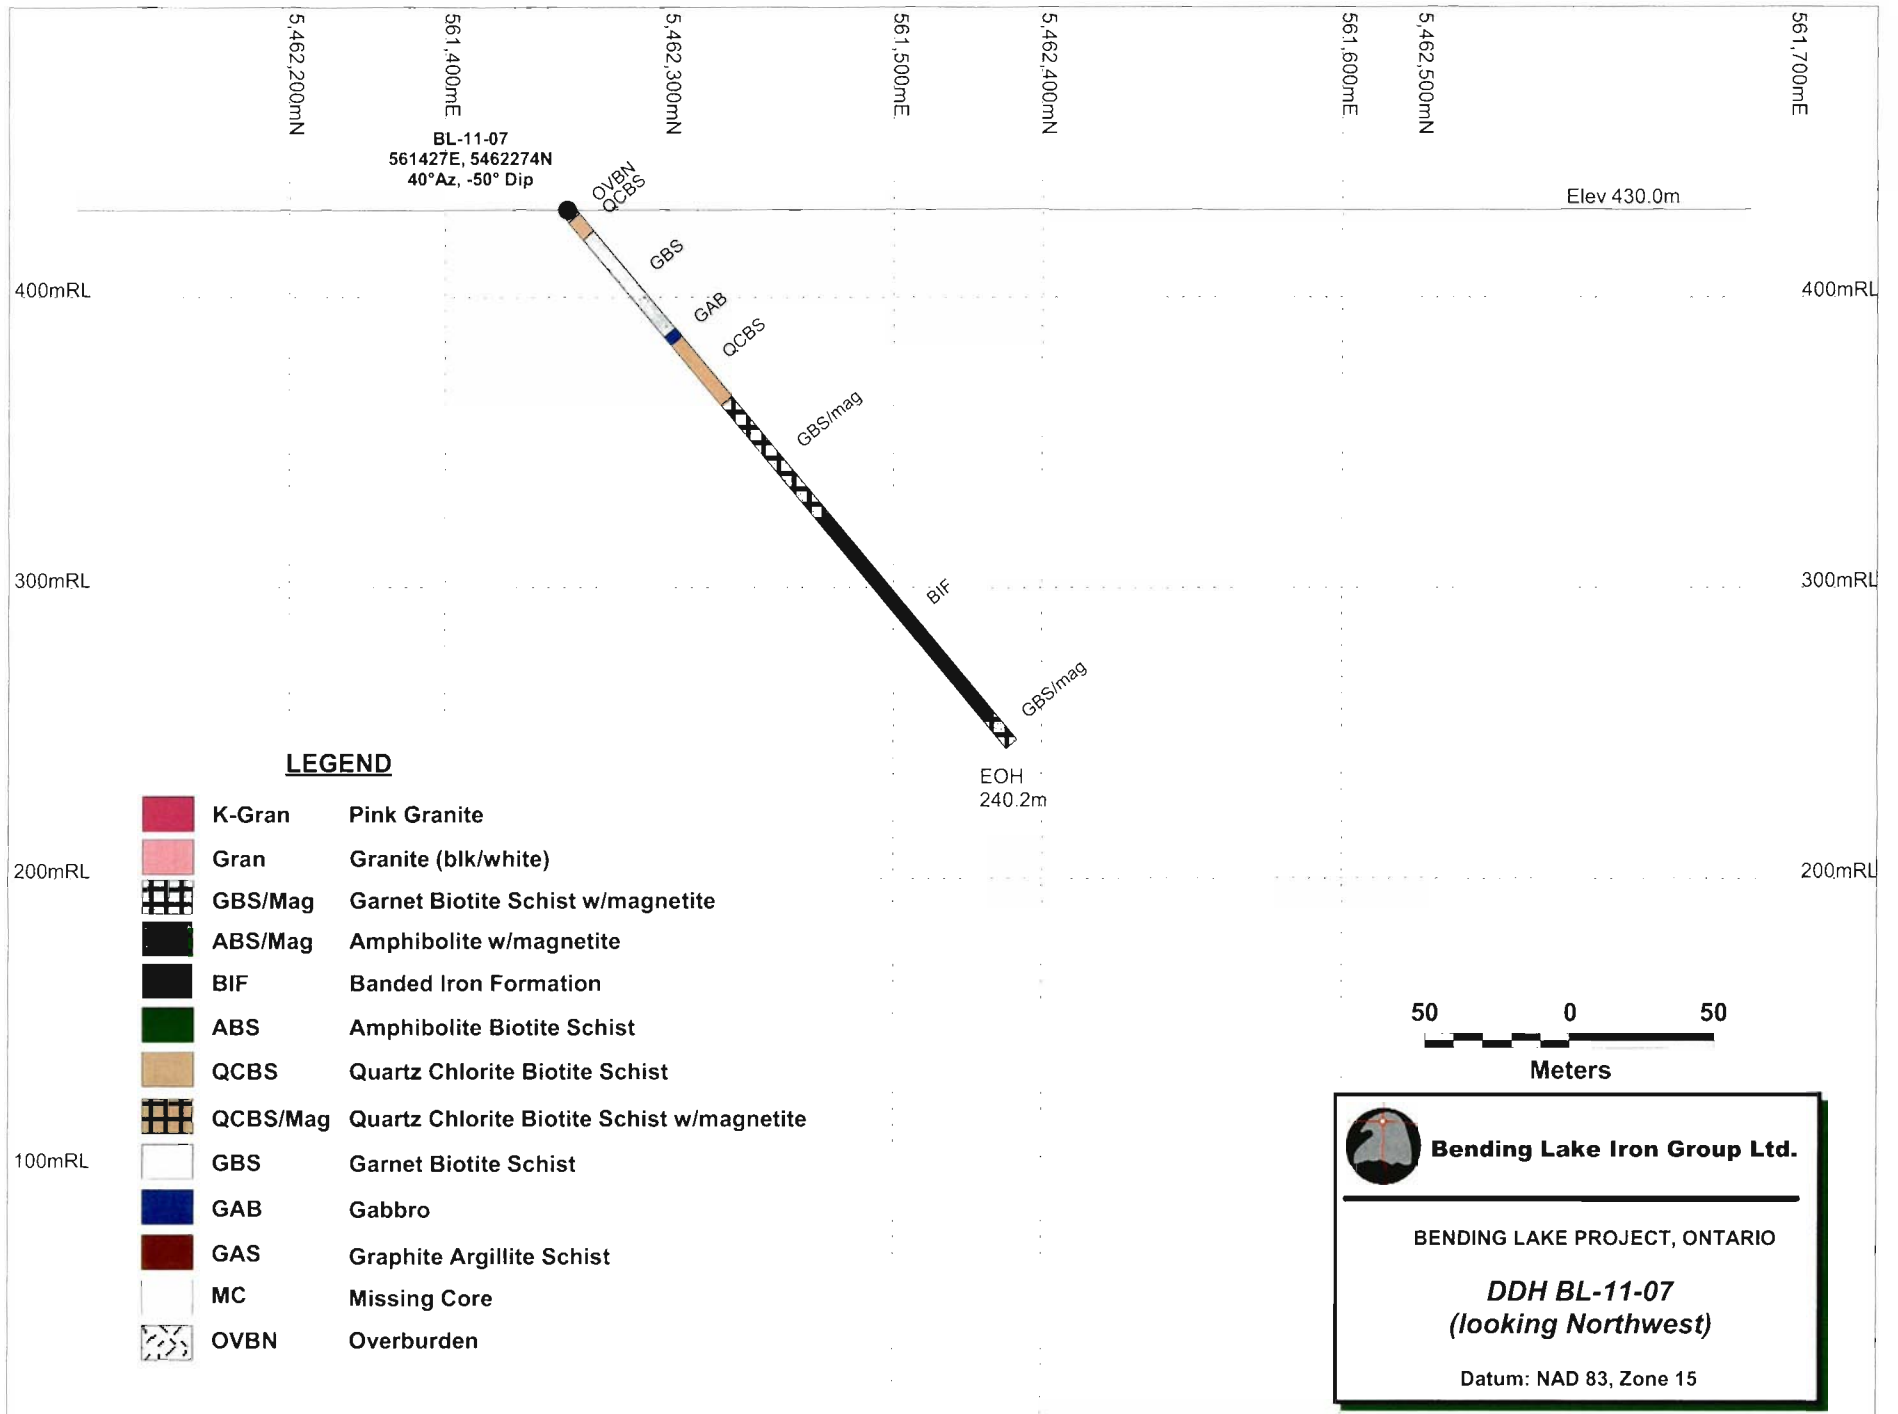 5,462,200mN
561,400mE
5,462,300mN
561,500mE
5,462,400mN
561,600mE
5,462,500mN
561,700mE
BL-11-07
561427E, 5462274N
40°Az, -50° Dip
OVBN
QCBS
Elev 430.0m
GBS
400mRL
400mRL
GAB
QCBS
GBS/mag
300mRL
300mRL
BIF
GBS/mag
EOH
240.2m
200mRL
200mRL
100mRL
LEGEND
K-Gran Pink Granite
Gran Granite (blk/white)
GBS/Mag Garnet Biotite Schist w/magnetite
ABS/Mag Amphibolite w/magnetite
BIF Banded Iron Formation
ABS Amphibolite Biotite Schist
QCBS Quartz Chlorite Biotite Schist
QCBS/Mag Quartz Chlorite Biotite Schist w/magnetite
GBS Garnet Biotite Schist
GAB Gabbro
GAS Graphite Argillite Schist
MC Missing Core
OVBN Overburden
50 0 50
Meters
Bending Lake Iron Group Ltd.
BENDING LAKE PROJECT, ONTARIO
DDH BL-11-07
(looking Northwest)
Datum: NAD 83, Zone 15